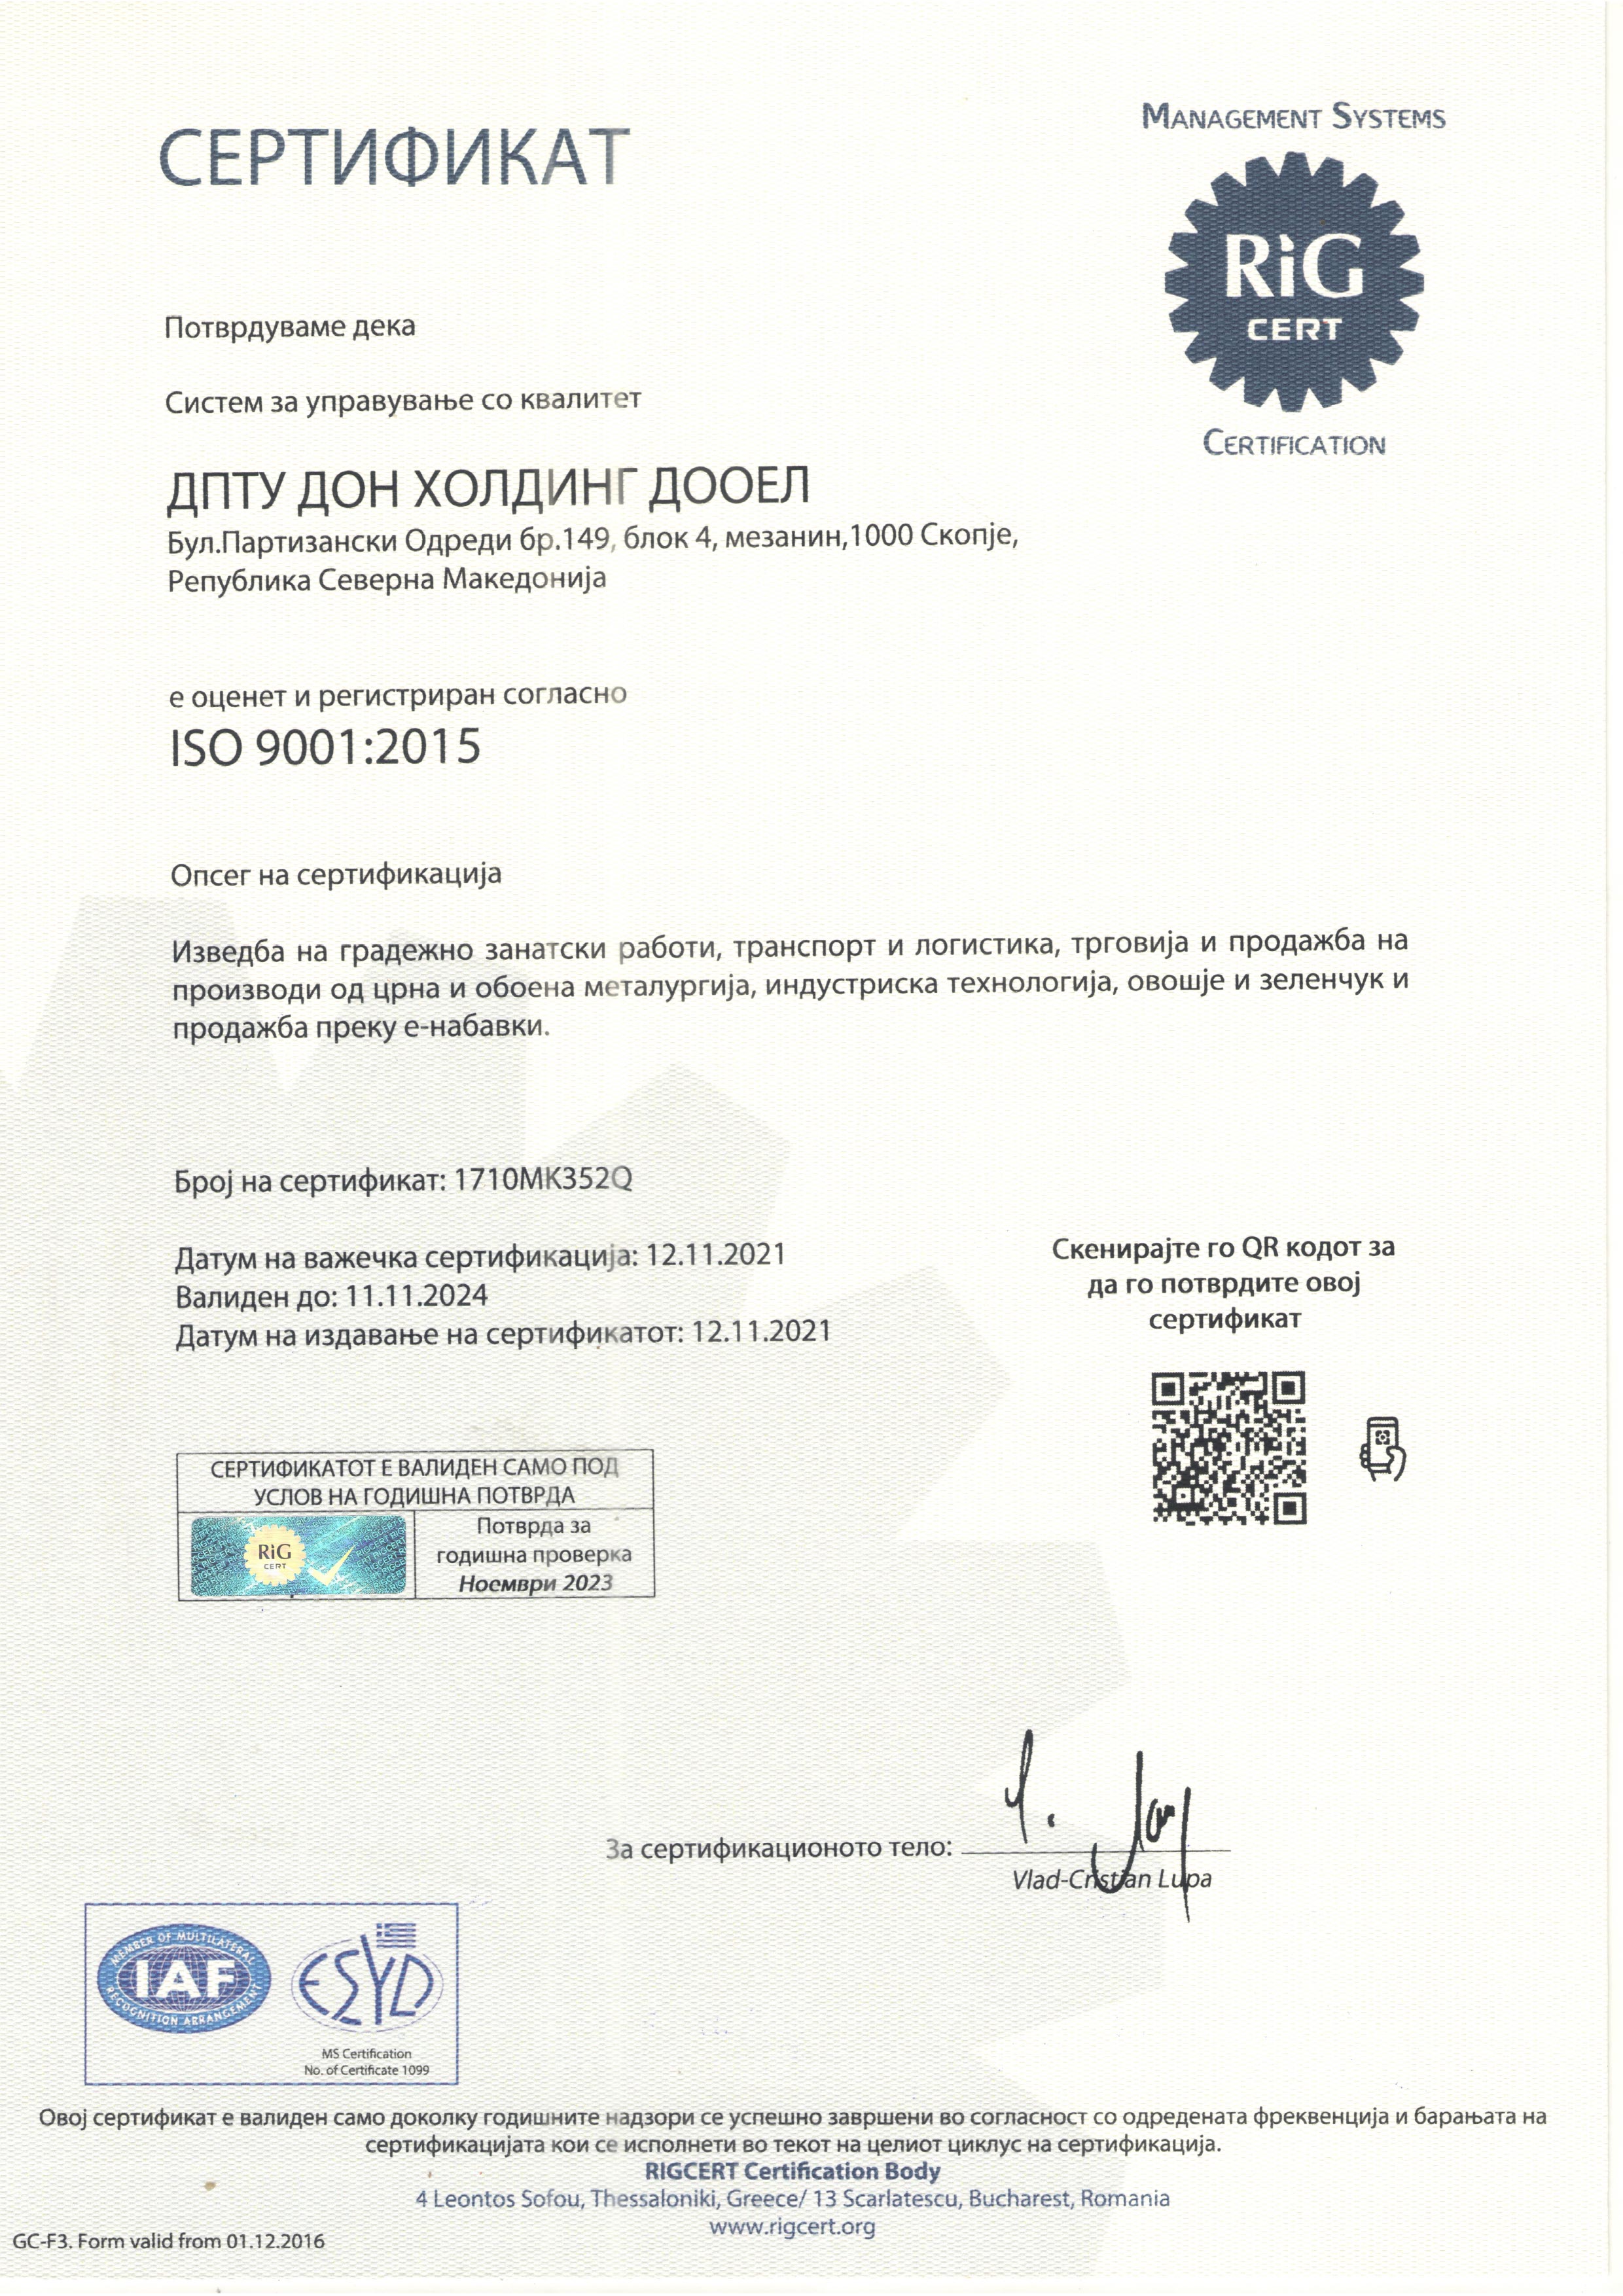 MANAGEMENT SYSTEMS
СЕРТИФИКАТ
RiG
CERT
CERTIFICATION
Потврдуваме дека
Систем за управување со квалитет
ДПТУ ДОН ХОЛДИНГ ДООЕЛ
Бул.Партизански Одреди бр.149, блок 4, мезанин,1000 Скопје,
Република Северна Македонија
е оценет и регистриран согласно
ISO 9001:2015
Опсег на сертификација
Изведба на градежно занатски работи, транспорт и логистика, трговија и продажба на
производи од црна и обоена металургија, индустриска технологија, овошје и зеленчук и
продажба преку е-набавки.
Број на сертификат: 1710MK352Q
Датум на важечка сертификација: 12.11.2021
Валиден до: 11.11.2024
Датум на издавање на сертификатот: 12.11.2021
Скенирајте го QR кодот за
да го потврдите овој
сертификат
СЕРТИФИКАТОТ Е ВАЛИДЕН САМО ПОД
УСЛОВ НА ГОДИШНА ПОТВРДА
RiG
CERT
Потврда за
годишна проверка
Ноември 2023
За сертификационото тело:
Vlad-Cristian Lupa
MEMBER OF MULTILATERAL
IAF
RECOGNITION ARRANGEMENT
ESYD
MS Certification
No. of Certificate 1099
Овој сертификат е валиден само доколку годишните надзори се успешно завршени во согласност со одредената фреквенција и барањата на
сертификацијата кои се исполнети во текот на целиот циклус на сертификација.
RIGCERT Certification Body
4 Leontos Sofou, Thessaloniki, Greece/ 13 Scarlatescu, Bucharest, Romania
www.rigcert.org
GC-F3. Form valid from 01.12.2016